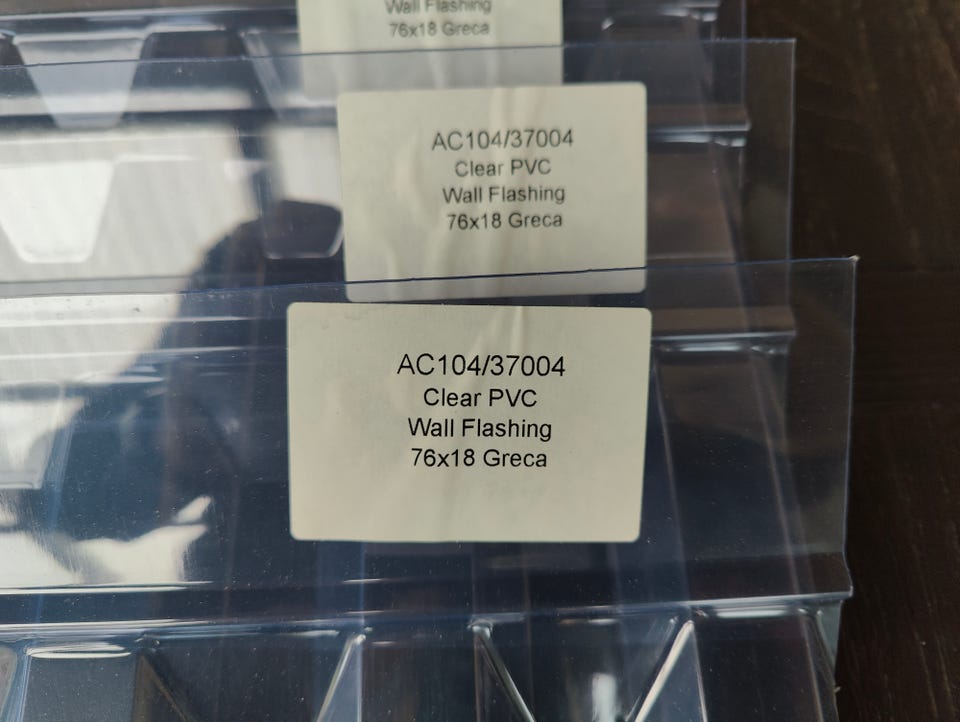 Wall Flashing
76x18 Greca
AC104/37004
Clear PVC
Wall Flashing
76x18 Greca
AC104/37004
Clear PVC
Wall Flashing
76x18 Greca